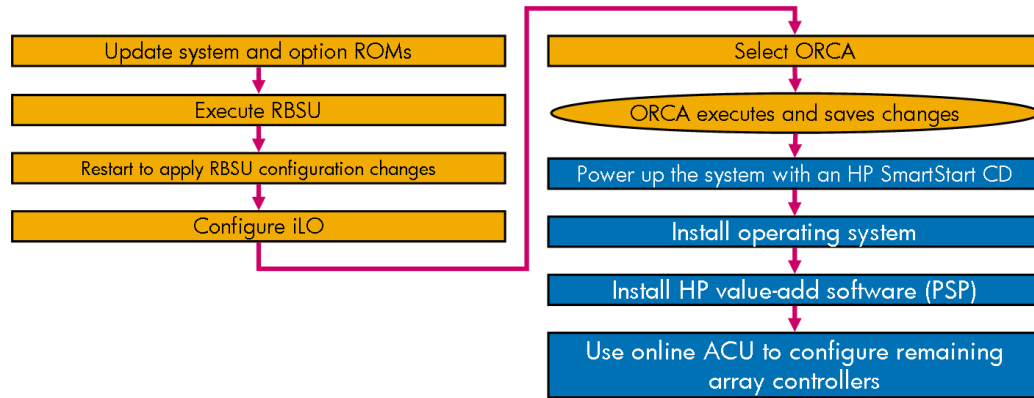 Update system and option ROMs
Execute RBSU
Restart to apply RBSU configuration changes
Configure iLO
Select ORCA
ORCA executes and saves changes
Power up the system with an HP SmartStart CD
Install operating system
Install HP value-add software (PSP)
Use online ACU to configure remaining
array controllers